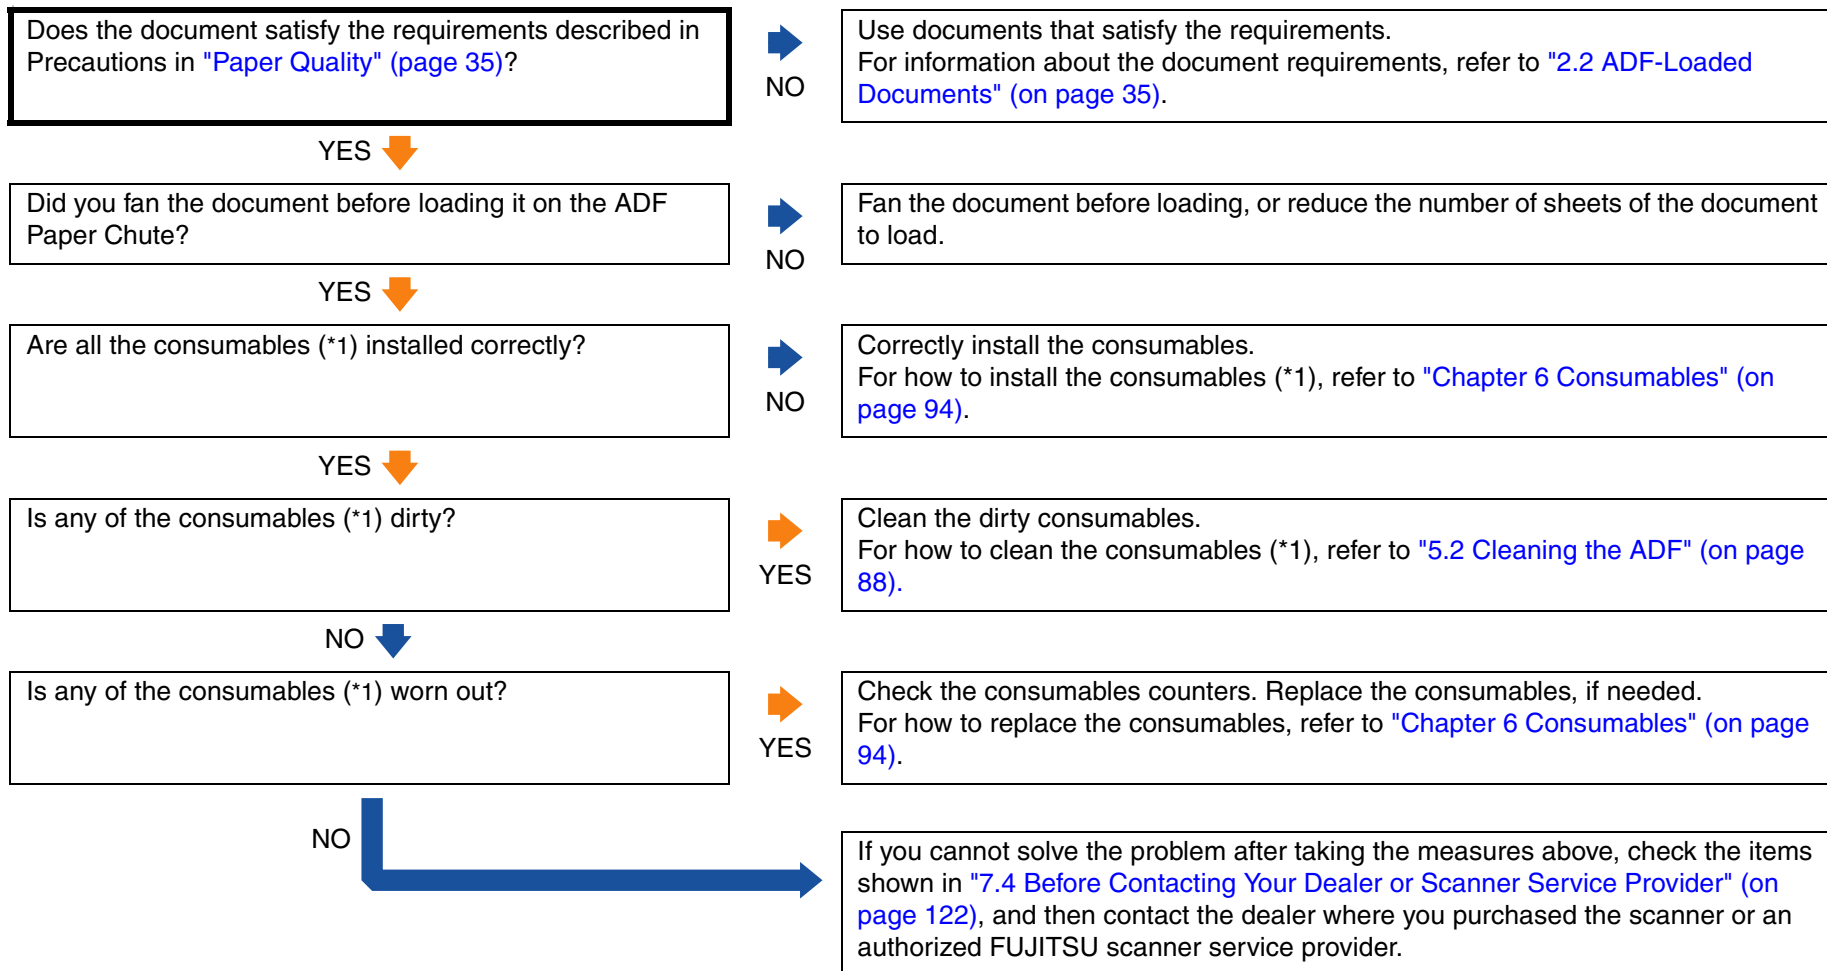 Does the document satisfy the requirements described in
Precautions in "Paper Quality" (page 35)?
NO
Use documents that satisfy the requirements.
For information about the document requirements, refer to "2.2 ADF-Loaded
Documents" (on page 35).
YES
Did you fan the document before loading it on the ADF
Paper Chute?
NO
Fan the document before loading, or reduce the number of sheets of the document
to load.
YES
Are all the consumables (*1) installed correctly?
NO
Correctly install the consumables.
For how to install the consumables (*1), refer to "Chapter 6 Consumables" (on
page 94).
YES
Is any of the consumables (*1) dirty?
YES
Clean the dirty consumables.
For how to clean the consumables (*1), refer to "5.2 Cleaning the ADF" (on page
88).
NO
Is any of the consumables (*1) worn out?
YES
Check the consumables counters. Replace the consumables, if needed.
For how to replace the consumables, refer to "Chapter 6 Consumables" (on page
94).
NO
If you cannot solve the problem after taking the measures above, check the items
shown in "7.4 Before Contacting Your Dealer or Scanner Service Provider" (on
page 122), and then contact the dealer where you purchased the scanner or an
authorized FUJITSU scanner service provider.